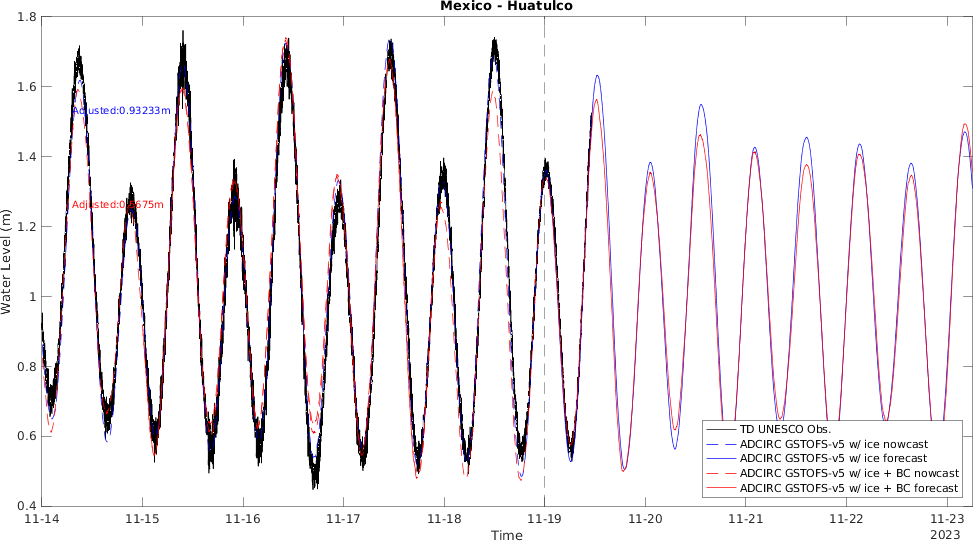 Mexico - Huatulco
1.8
1.6
1.4
1.2
1
0.8
0.6
0.4
Water Level (m)
Adjusted:0.93233m
TD UNESCO Obs.
ADCIRC GSTOFS-v5 w/ ice nowcast
ADCIRC GSTOFS-v5 w/ ice forecast
ADCIRC GSTOFS-v5 w/ ice + BC nowcast
ADCIRC GSTOFS-v5 w/ ice + BC forecast
11-14 11-15 11-16 11-17 11-18 11-19 11-20 11-21 11-22 11-23
2023
Time